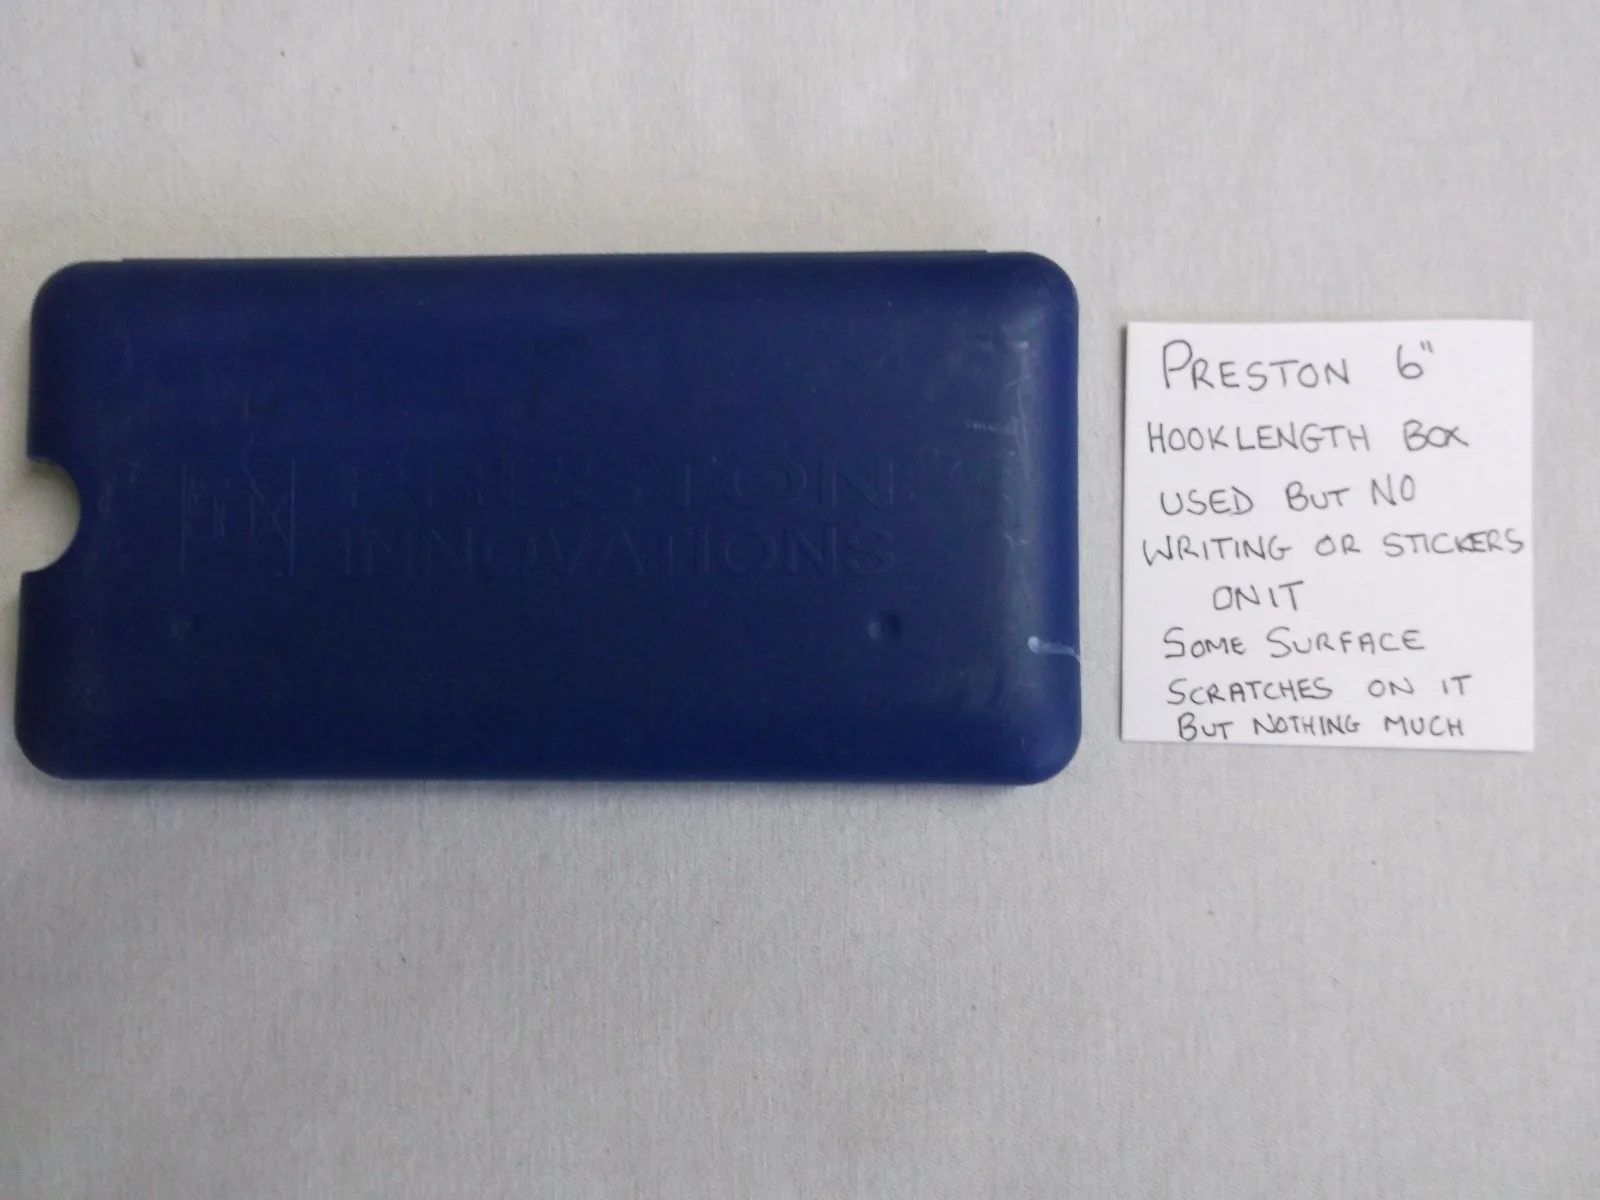 PRESTON
INNOVATIONS
PRESTON 6"
HOOKLENGTH BOX
USED BUT NO
WRITING OR STICKERS
ON IT
SOME SURFACE
SCRATCHES ON IT
BUT NOTHING MUCH